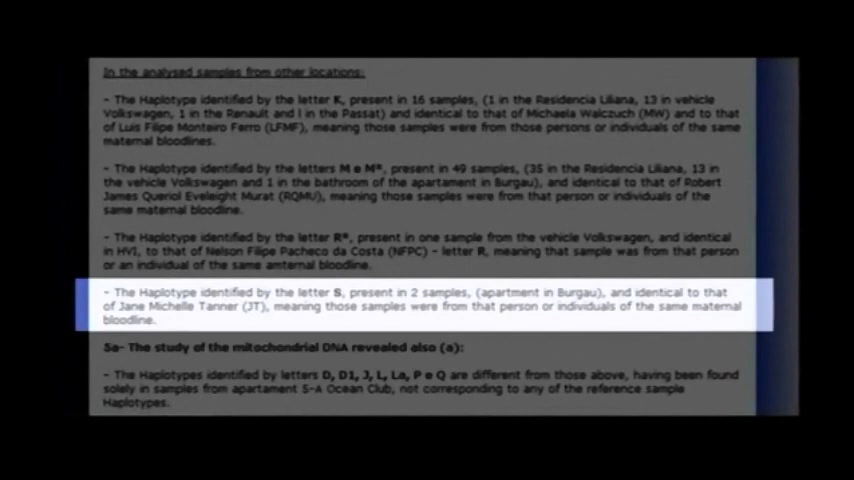 In the analysed samples from other locations:
- The Haplotype identified by the letter K, present in 16 samples, (1 in the Residencia Liliana, 13 in vehicle
Volkswagen, 1 in the Renault and I in the Passat) and identical to that of Michaela Walczuch (MW) and to that
of Luis Filipe Monteiro Ferro (LFMF), meaning those samples were from those persons or individuals of the same
maternal bloodlines.
- The Haplotype identified by the letters M e M*, present in 49 samples, (35 in the Residencia Liliana, 13 in
the vehicle Volkswagen and 1 in the bathroom of the apartament in Burgau), and identical to that of Robert
James Queriol Eveleight Murat (RQMU), meaning those samples were from that person or individuals of the
same maternal bloodline.
- The Haplotype identified by the letter R*, present in one sample from the vehicle Volkswagen, and identical
in HVI, to that of Nelson Filipe Pacheco da Costa (NFPC) - letter R, meaning that sample was from that person
or an individual of the same amternal bloodline.
- The Haplotype identified by the letter S, present in 2 samples, (apartment in Burgau), and identical to that
of Jane Michelle Tanner (JT), meaning those samples were from that person or individuals of the same maternal
bloodline.
5a- The study of the mitochondrial DNA revealed also (a):
- The Haplotypes identified by letters D, D1, J, L, La, P e Q are different from those above, having been found
solely in samples from apartament 5-A Ocean Club, not corresponding to any of the reference sample
Haplotypes.